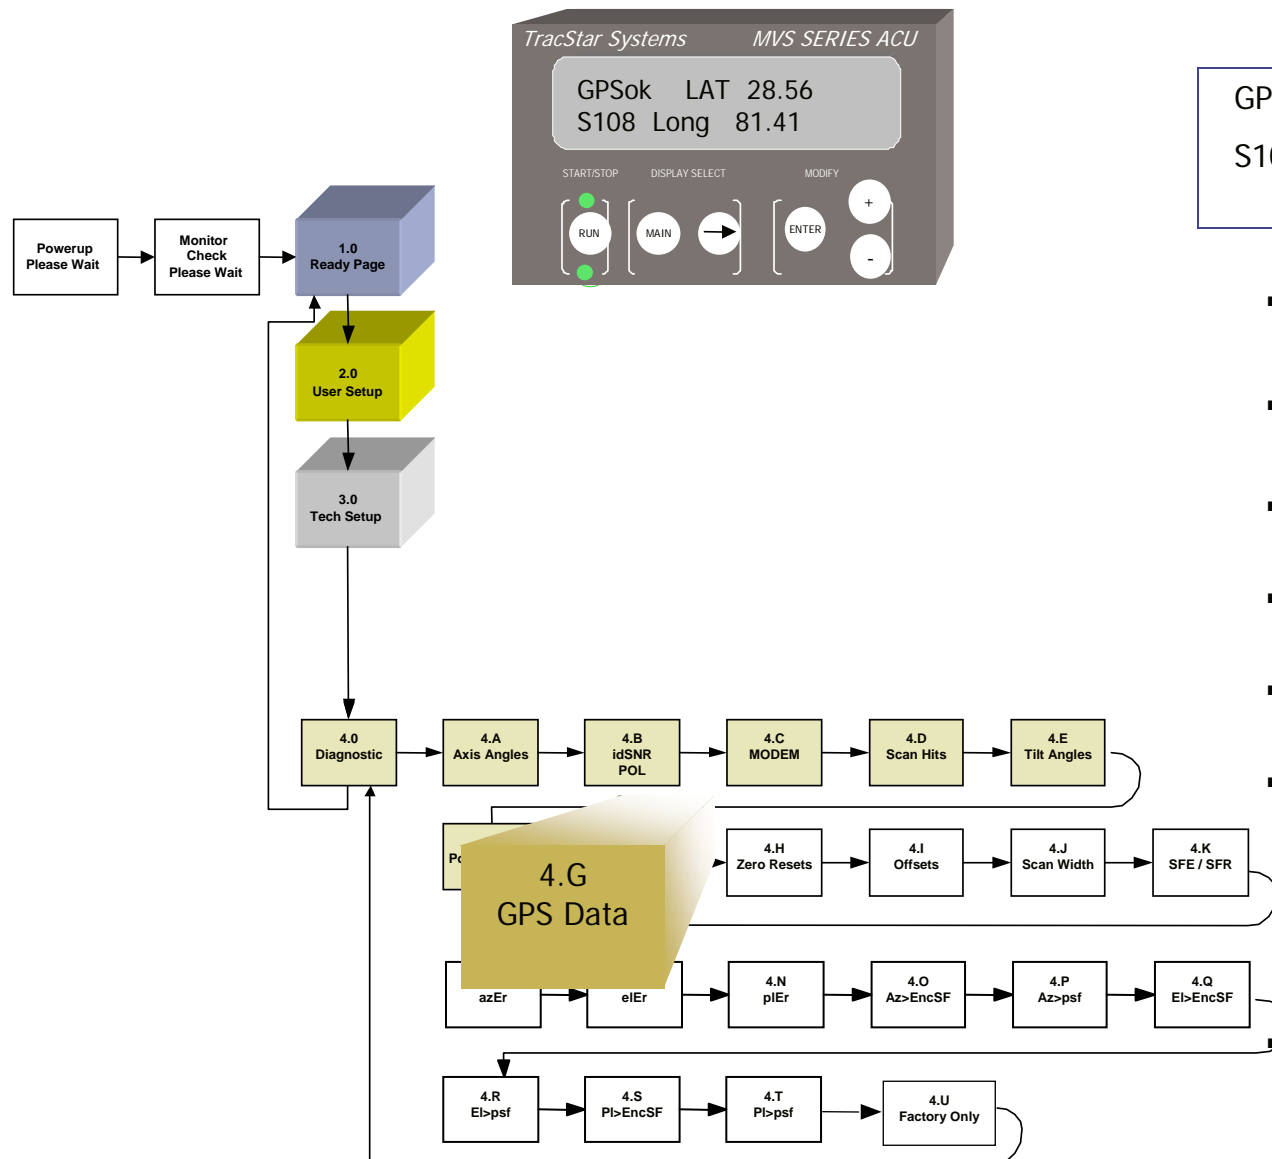 TracStar Systems MVS SERIES ACU
GPSok LAT 28.56
S108 Long 81.41
START/STOP DISPLAY SELECT MODIFY
RUN MAIN ENTER + -
Powerup
Please Wait
Monitor
Check
Please Wait
1.0
Ready Page
2.0
User Setup
3.0
Tech Setup
4.0
Diagnostic
4.A
Axis Angles
4.B
idSNR
POL
4.C
MODEM
4.D
Scan Hits
4.E
Tilt Angles
4.G
GPS Data
4.H
Zero Resets
4.I
Offsets
4.J
Scan Width
4.K
SFE / SFR
azEr
elEr
4.N
plEr
4.O
Az>EncSF
4.P
Az>psf
4.Q
El>EncSF
4.R
El>psf
4.S
Pl>EncSF
4.T
Pl>psf
4.U
Factory Only